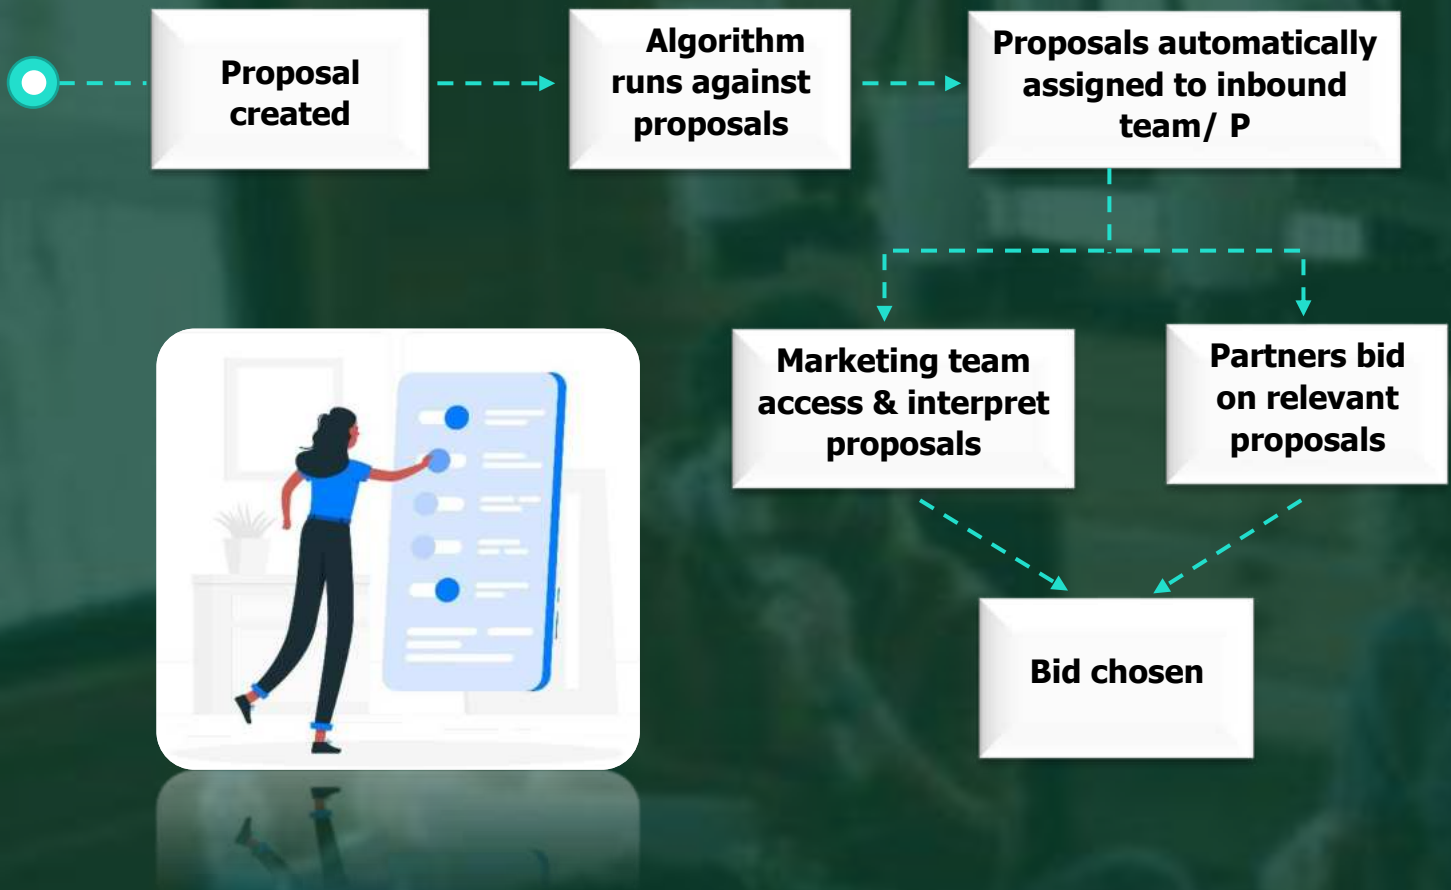 Proposal
created
Algorithm
runs against
proposals
Proposals automatically
assigned to inbound
team/ P
Marketing team
access & interpret
proposals
Partners bid
on relevant
proposals
Bid chosen